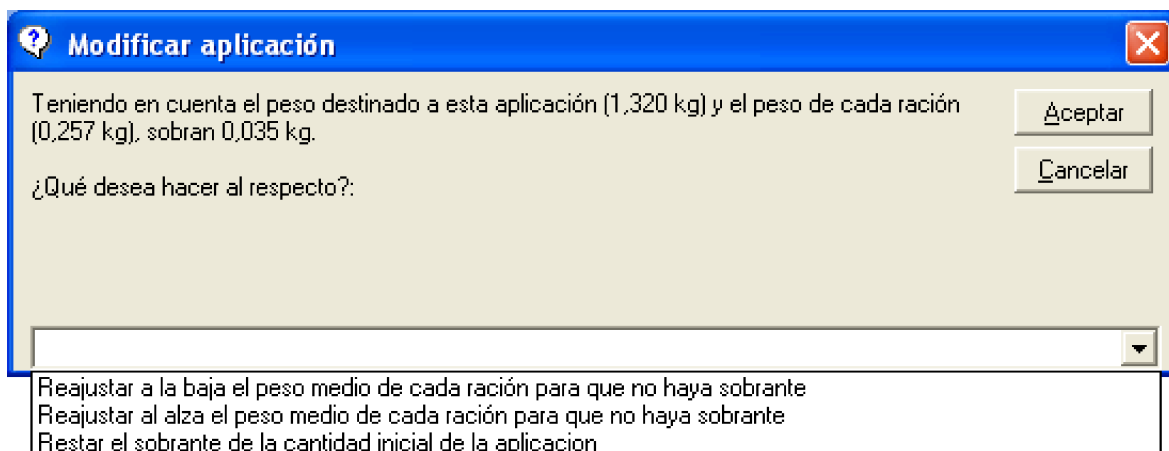 Modificar aplicación
Teniendo en cuenta el peso destinado a esta aplicación (1,320 kg) y el peso de cada ración
(0,257 kg), sobran 0,035 kg.
Aceptar
¿Qué desea hacer al respecto?:
Cancelar
Reajustar a la baja el peso medio de cada ración para que no haya sobrante
Reajustar al alza el peso medio de cada ración para que no haya sobrante
Restar el sobrante de la cantidad inicial de la aplicacion